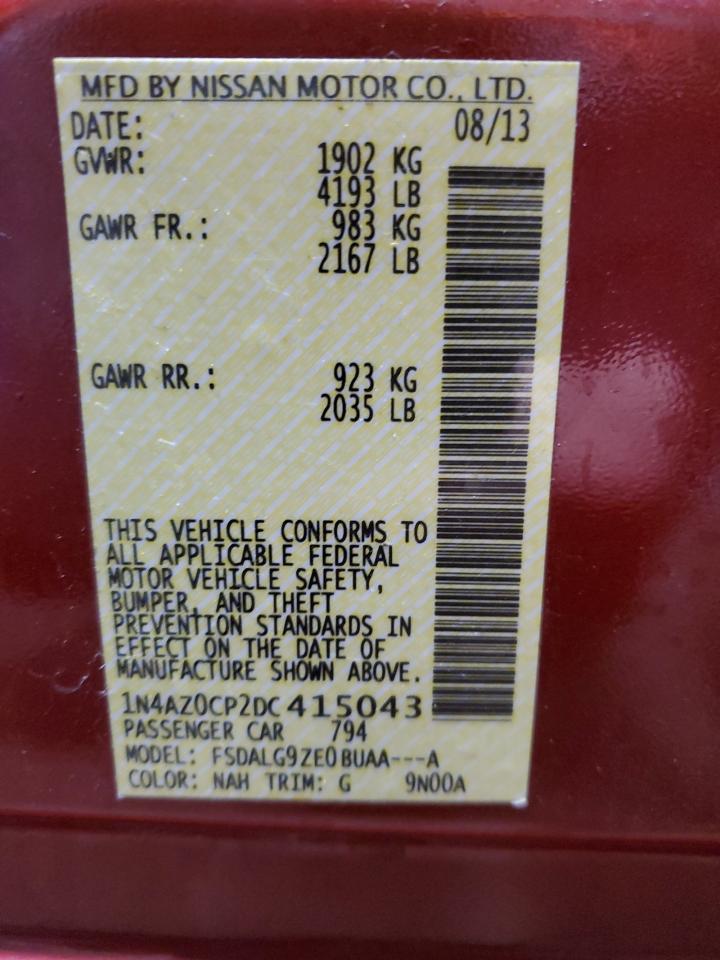 MFD BY NISSAN MOTOR CO., LTD.
DATE: 08/13
GVWR: 1902 KG
4193 LB
GAWR FR.: 983 KG
2167 LB
GAWR RR.: 923 KG
2035 LB
THIS VEHICLE CONFORMS TO
ALL APPLICABLE FEDERAL
MOTOR VEHICLE SAFETY,
BUMPER, AND THEFT
PREVENTION STANDARDS IN
EFFECT ON THE DATE OF
MANUFACTURE SHOWN ABOVE.
1N4AZ0CP2DC415043
PASSENGER CAR 794
MODEL: FSDALG9ZE0BUAA---A
COLOR: NAH TRIM: G 9N00A